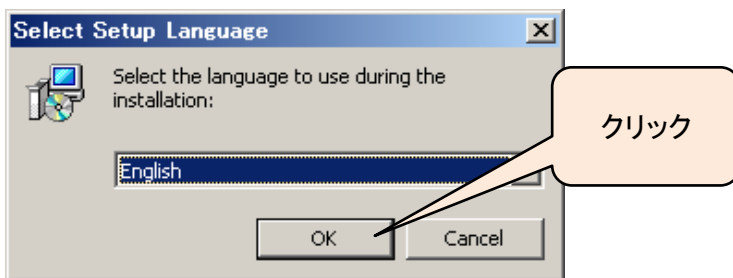 Select Setup Language
Select the language to use during the
installation:
クリック
English
OK
Cancel